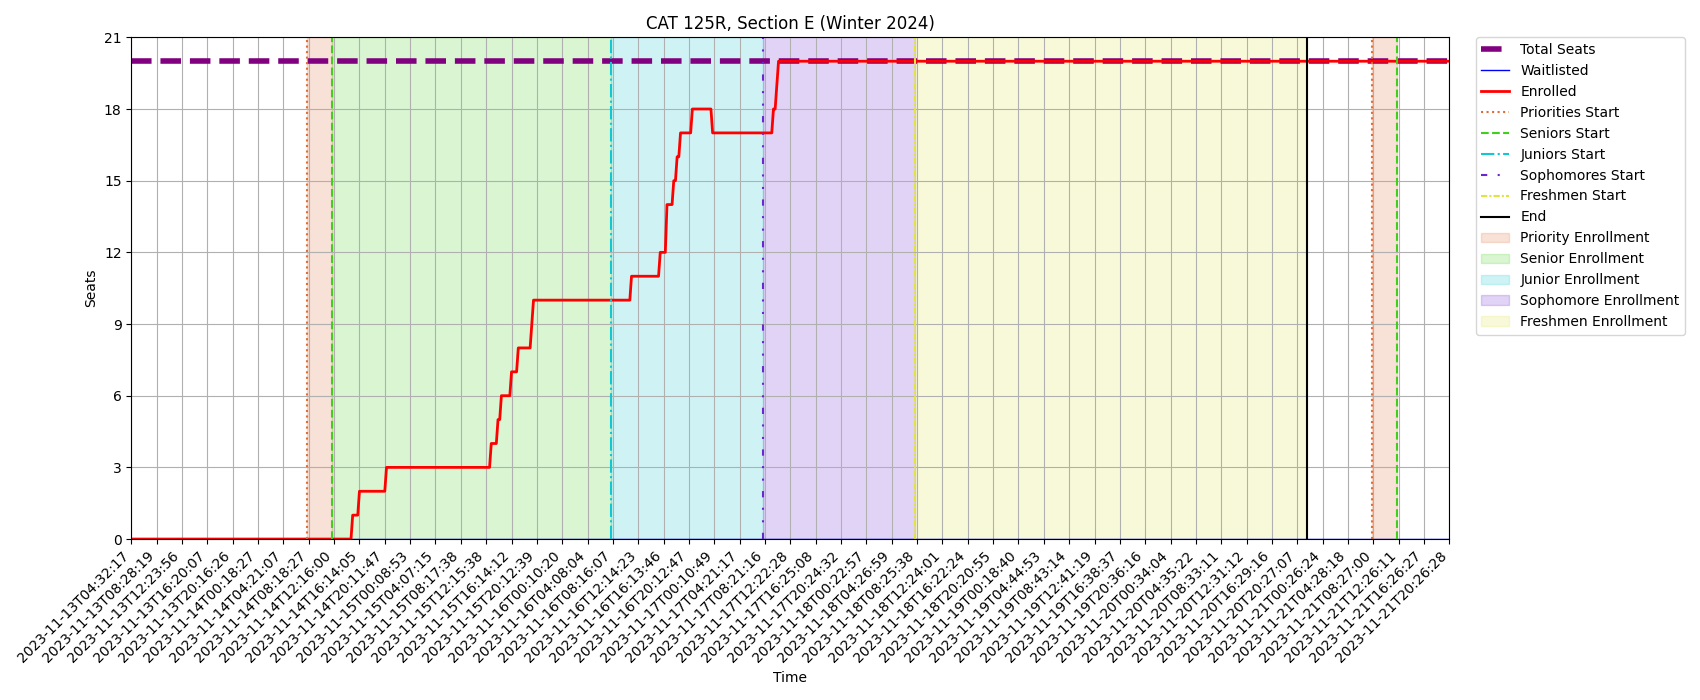 CAT 125R, Section E (Winter 2024)
21
18
15
12
9
6
3
0
Seats
2023-11-13T04:32:17
2023-11-13T08:28:19
2023-11-13T12:23:56
2023-11-13T16:20:07
2023-11-13T20:16:26
2023-11-14T00:18:27
2023-11-14T04:21:07
2023-11-14T08:18:27
2023-11-14T12:16:00
2023-11-14T16:14:05
2023-11-14T20:11:47
2023-11-15T00:08:53
2023-11-15T04:07:15
2023-11-15T08:17:38
2023-11-15T12:15:38
2023-11-15T16:14:12
2023-11-15T20:12:39
2023-11-16T00:10:20
2023-11-16T04:08:04
2023-11-16T08:16:07
2023-11-16T12:14:23
2023-11-16T16:13:46
2023-11-16T20:12:47
2023-11-17T00:10:49
2023-11-17T04:21:17
2023-11-17T08:21:16
2023-11-17T12:22:28
2023-11-17T16:25:08
2023-11-17T20:24:32
2023-11-18T00:22:57
2023-11-18T04:26:59
2023-11-18T08:25:38
2023-11-18T12:24:01
2023-11-18T16:22:24
2023-11-18T20:20:55
2023-11-19T00:18:40
2023-11-19T04:44:53
2023-11-19T08:43:14
2023-11-19T12:41:19
2023-11-19T16:38:37
2023-11-19T20:36:16
2023-11-20T00:34:04
2023-11-20T04:35:22
2023-11-20T08:33:11
2023-11-20T12:31:12
2023-11-20T16:29:16
2023-11-20T20:27:07
2023-11-21T00:26:24
2023-11-21T04:28:18
2023-11-21T08:27:00
2023-11-21T12:26:11
2023-11-21T16:26:27
2023-11-21T20:26:28
Time
Total Seats
Waitlisted
Enrolled
Priorities Start
Seniors Start
Juniors Start
Sophomores Start
Freshmen Start
End
Priority Enrollment
Senior Enrollment
Junior Enrollment
Sophomore Enrollment
Freshmen Enrollment